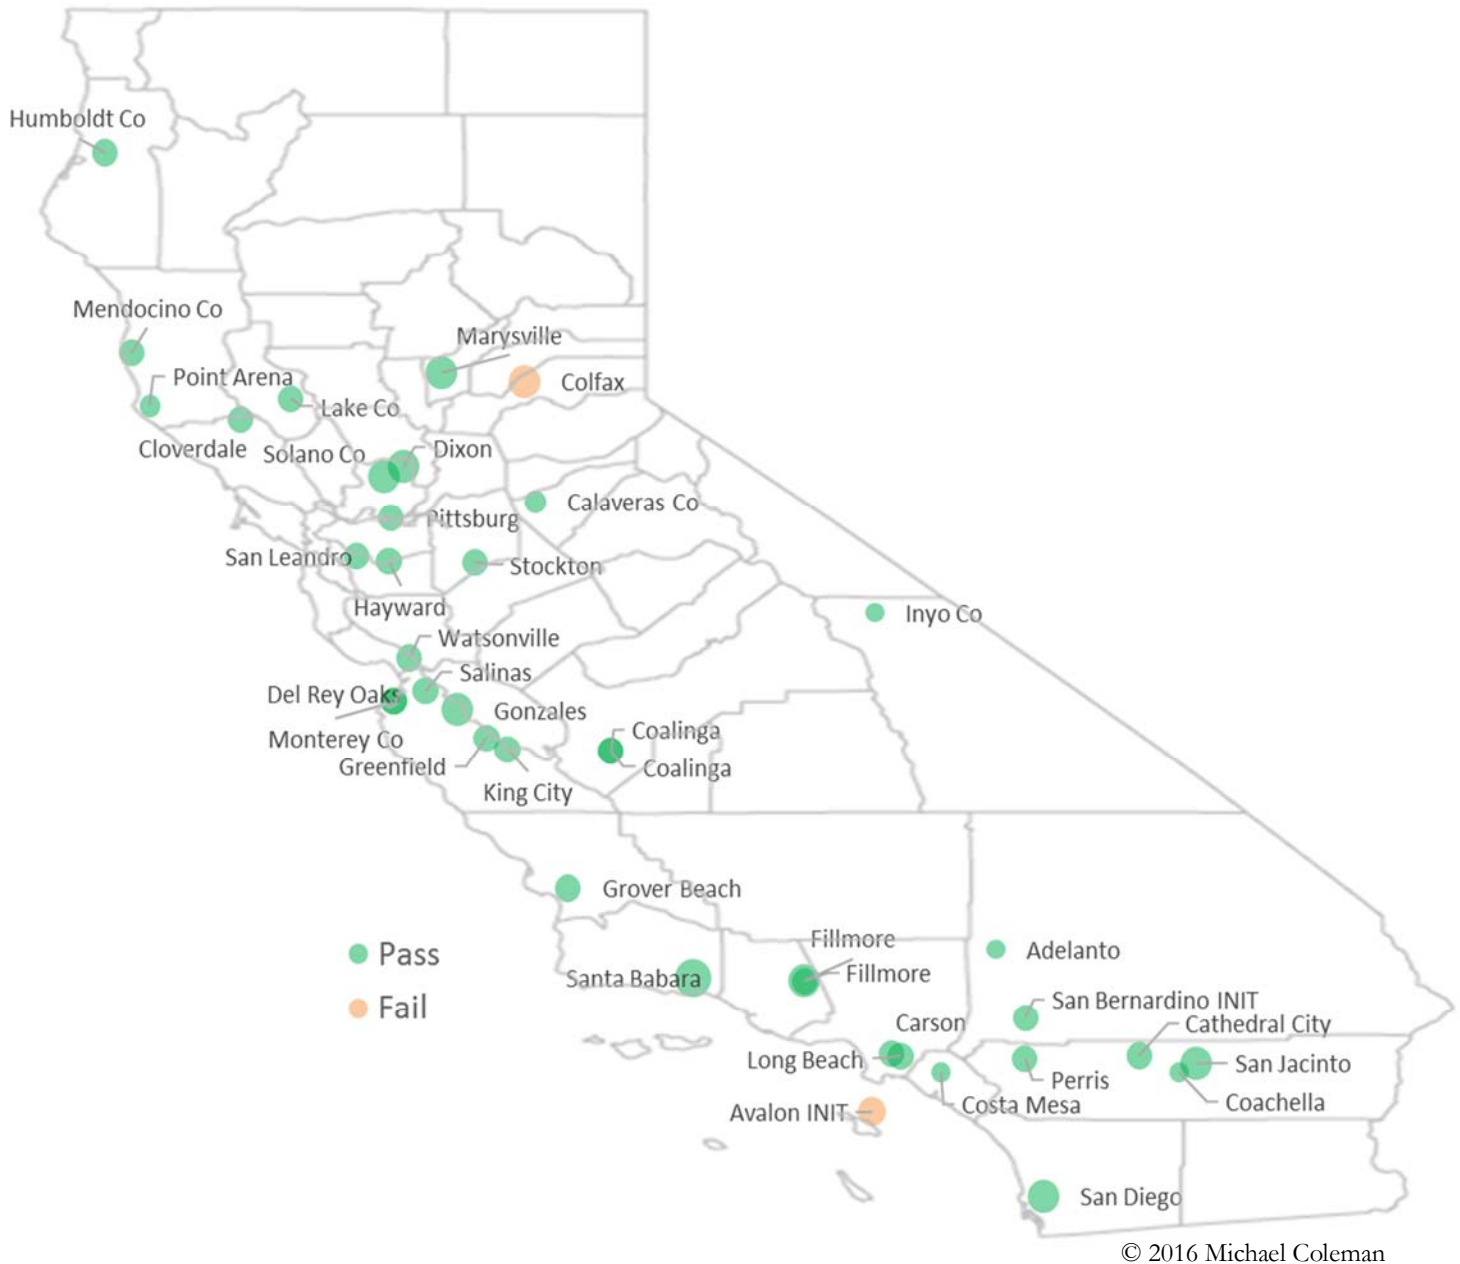 Humboldt Co
Mendocino Co
Marysville
Point Arena
Colfax
Lake Co
Cloverdale
Solano Co
Dixon
Calaveras Co
Pittsburg
San Leandro
Stockton
Hayward
Inyo Co
Watsonville
Salinas
Del Rey Oaks
Gonzales
Coalinga
Monterey Co
Greenfield
Coalinga
King City
Grover Beach
Fillmore
Pass
Adelanto
Santa Babara
Fillmore
San Bernardino INIT
Fail
Carson
Cathedral City
Long Beach
San Jacinto
Perris
Costa Mesa
Coachella
Avalon INIT
San Diego
© 2016 Michael Coleman